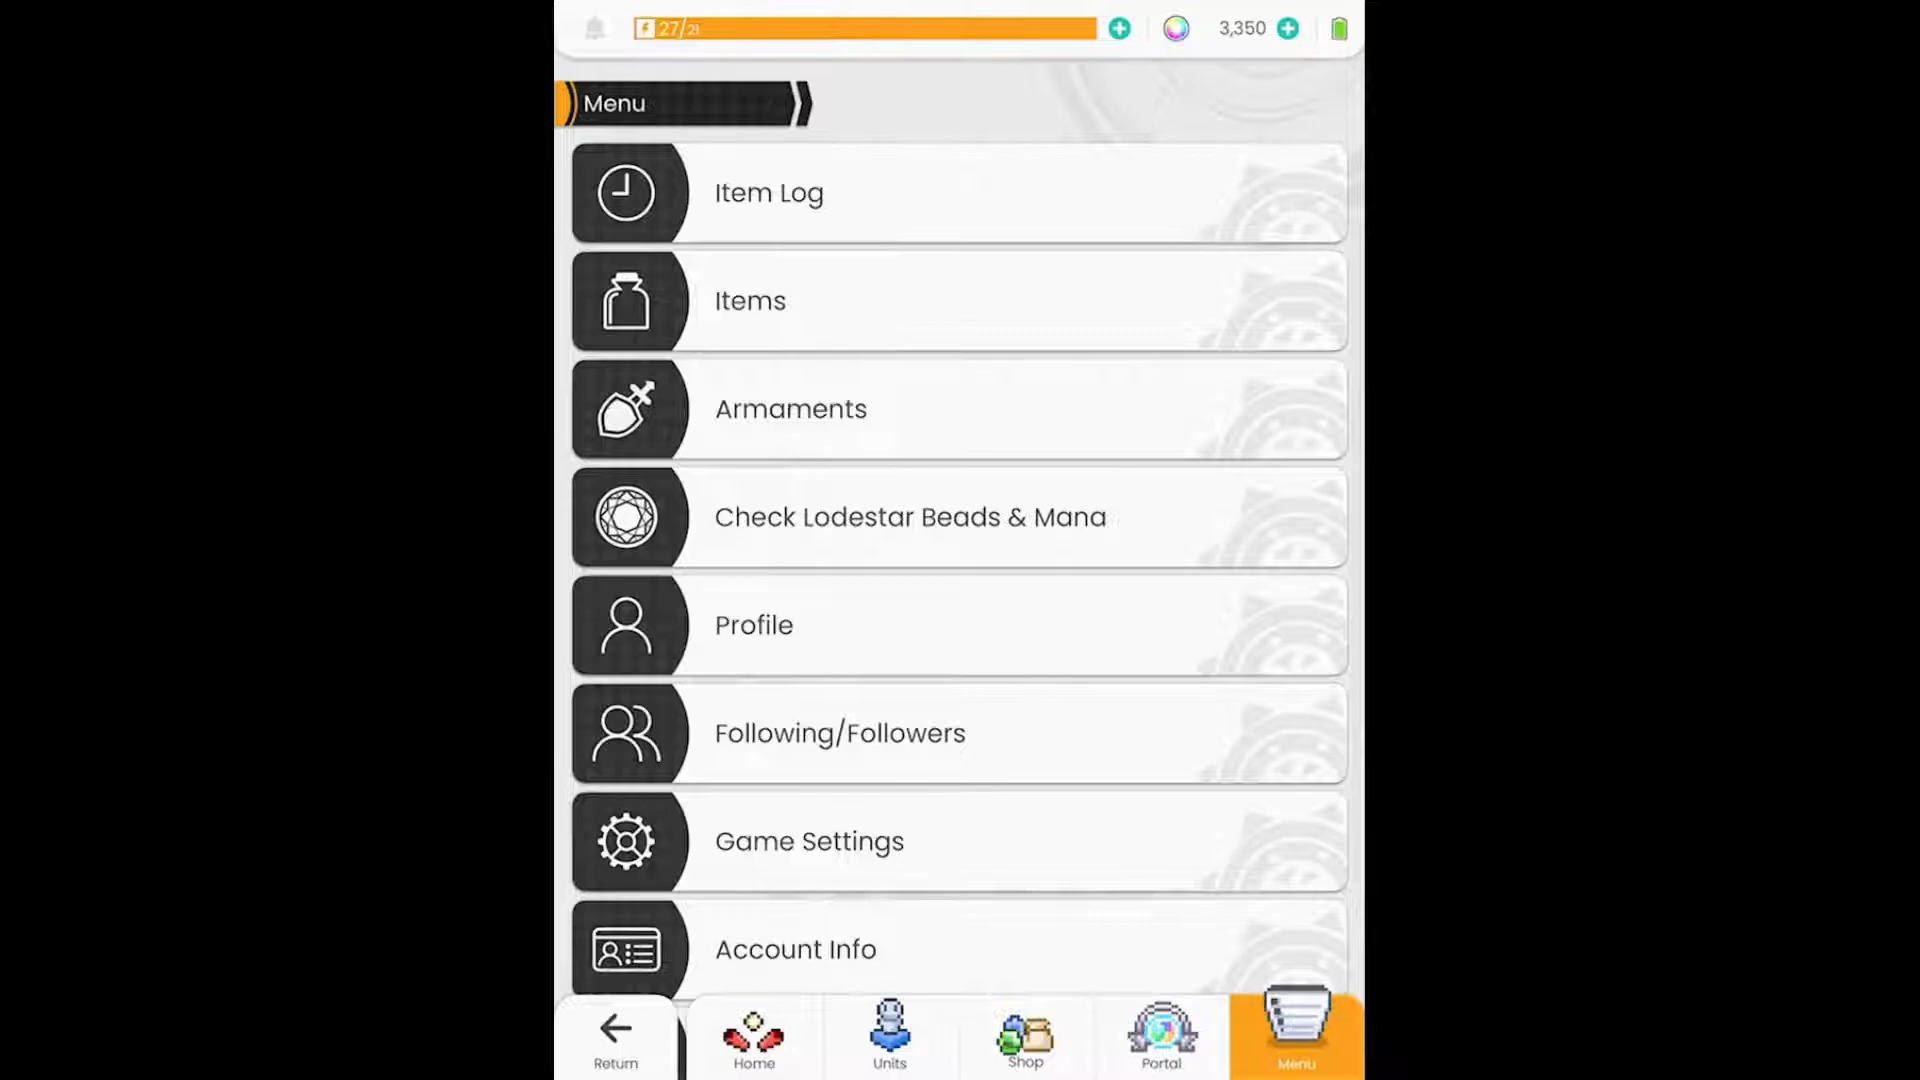 27/21
3,350
Menu
Item Log
Items
Armaments
Check Lodestar Beads & Mana
Profile
Following/Followers
Game Settings
Account Info
Return
Home
Units
Shop
Portal
Menu